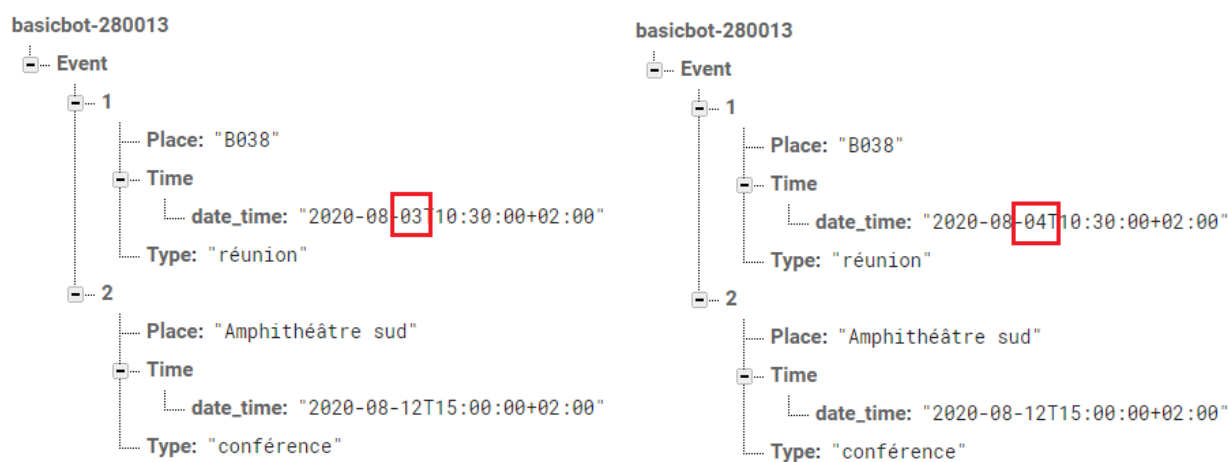 basicbot-280013
Event
1
Place: "B038"
Time
date_time: "2020-08-03T10:30:00+02:00"
Type: "réunion"
2
Place: "Amphithéâtre sud"
Time
date_time: "2020-08-12T15:00:00+02:00"
Type: "conférence"
basicbot-280013
Event
1
Place: "B038"
Time
date_time: "2020-08-04T10:30:00+02:00"
Type: "réunion"
2
Place: "Amphithéâtre sud"
Time
date_time: "2020-08-12T15:00:00+02:00"
Type: "conférence"